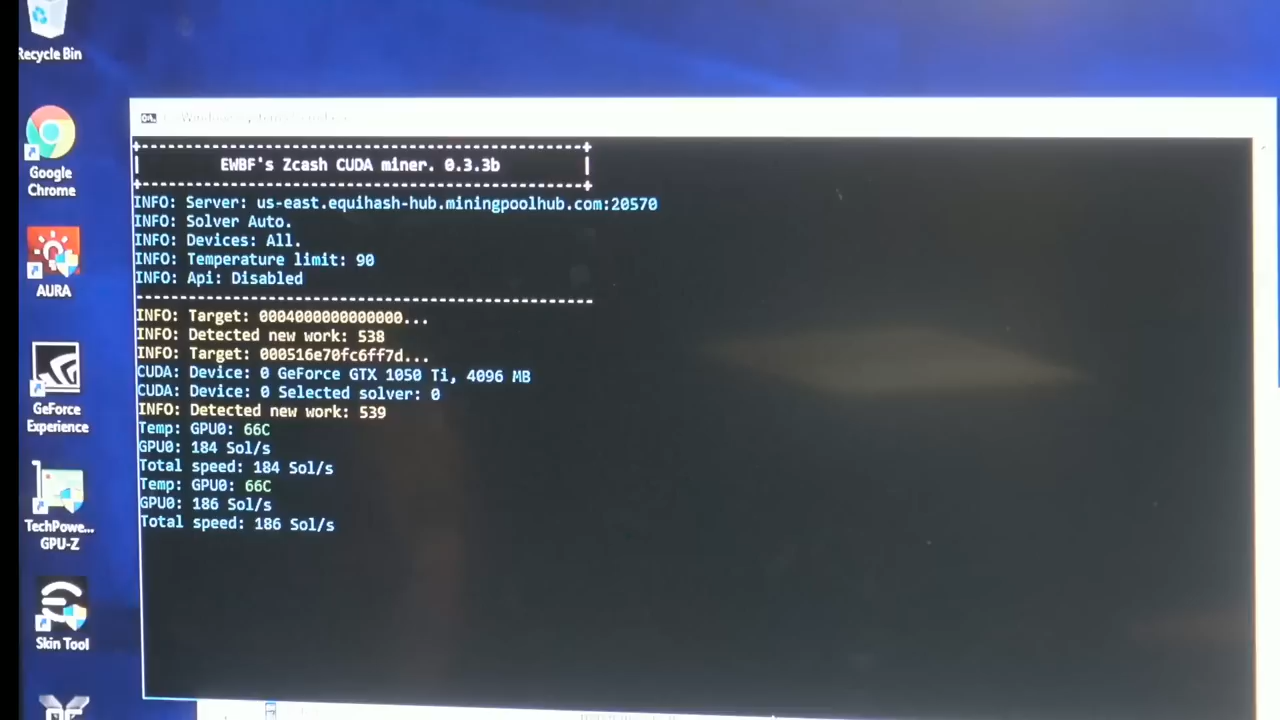 Recycle Bin
Google
Chrome
AURA
GeForce
Experience
TechPowe...
GPU-Z
Skin Tool
EWBF's Zcash CUDA miner. 0.3.3b
INFO: Server: us-east.equihash-hub.miningpoolhub.com:20570
INFO: Solver Auto.
INFO: Devices: All.
INFO: Temperature limit: 90
INFO: Api: Disabled
INFO: Target: 0004000000000000...
INFO: Detected new work: 538
INFO: Target: 000516e70fc6ff7d...
CUDA: Device: 0 GeForce GTX 1050 Ti, 4096 MB
CUDA: Device: 0 Selected solver: 0
INFO: Detected new work: 539
Temp: GPU0: 66C
GPU0: 184 Sol/s
Total speed: 184 Sol/s
Temp: GPU0: 66C
GPU0: 186 Sol/s
Total speed: 186 Sol/s